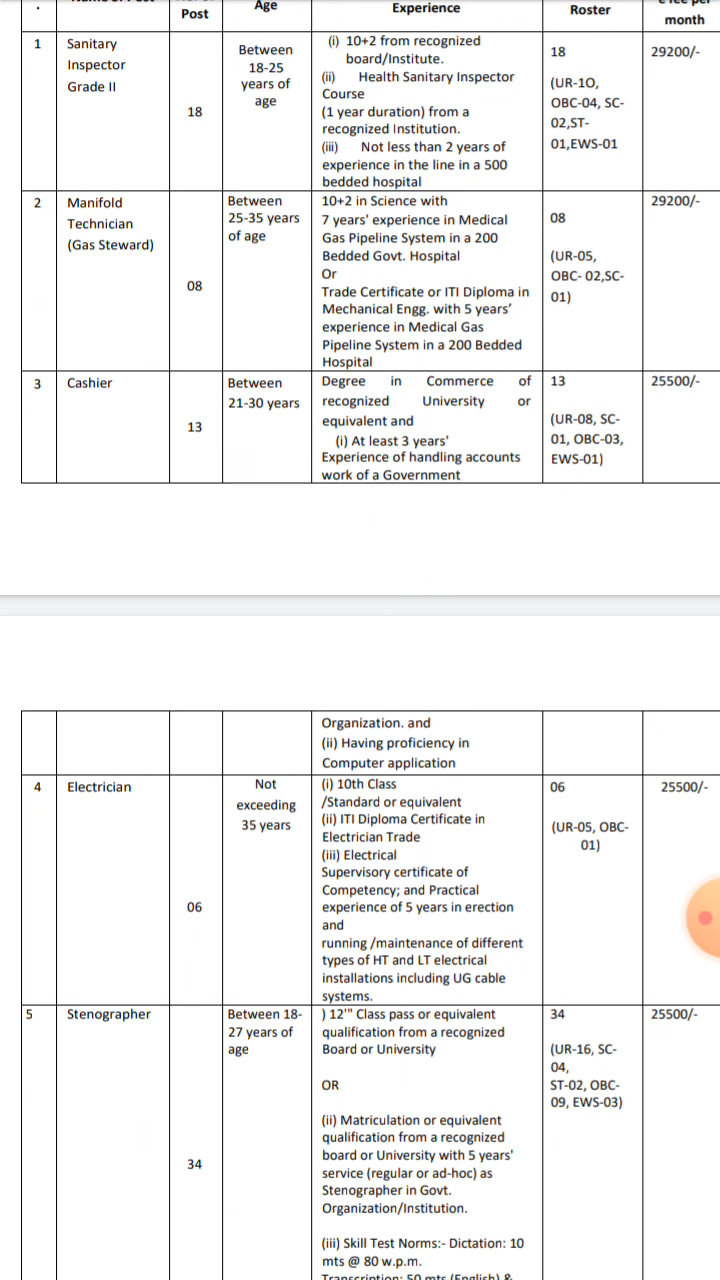 .
Post
Age
Experience
Roster
month
1
Sanitary
Inspector
Grade II
18
Between
18-25
years of
age
(i) 10+2 from recognized
board/Institute.
(ii) Health Sanitary Inspector
Course
(1 year duration) from a
recognized Institution.
(iii) Not less than 2 years of
experience in the line in a 500
bedded hospital
18
(UR-1O,
OBC-04, SC-
02,ST-
01,EWS-01
29200/-
2
Manifold
Technician
(Gas Steward)
08
Between
25-35 years
of age
10+2 in Science with
7 years' experience in Medical
Gas Pipeline System in a 200
Bedded Govt. Hospital
Or
Trade Certificate or ITI Diploma in
Mechanical Engg. with 5 years’
experience in Medical Gas
Pipeline System in a 200 Bedded
Hospital
08
(UR-05,
OBC- 02,SC-
01)
29200/-
3
Cashier
13
Between
21-30 years
Degree in Commerce of
recognized University or
equivalent and
(i) At least 3 years'
Experience of handling accounts
work of a Government
13
(UR-08, SC-
01, OBC-03,
EWS-01)
25500/-
Organization. and
(ii) Having proficiency in
Computer application
4
Electrician
06
Not
exceeding
35 years
(i) 10th Class
/Standard or equivalent
(ii) ITI Diploma Certificate in
Electrician Trade
(iii) Electrical
Supervisory certificate of
Competency; and Practical
experience of 5 years in erection
and
running /maintenance of different
types of HT and LT electrical
installations including UG cable
systems.
06
(UR-05, OBC-
01)
25500/-
5
Stenographer
34
Between 18-
27 years of
age
) 12''' Class pass or equivalent
qualification from a recognized
Board or University
OR
(ii) Matriculation or equivalent
qualification from a recognized
board or University with 5 years'
service (regular or ad-hoc) as
Stenographer in Govt.
Organization/Institution.
(iii) Skill Test Norms:- Dictation: 10
mts @ 80 w.p.m.
Transcription: 50 mts (English) &
34
(UR-16, SC-
04,
ST-02, OBC-
09, EWS-03)
25500/-